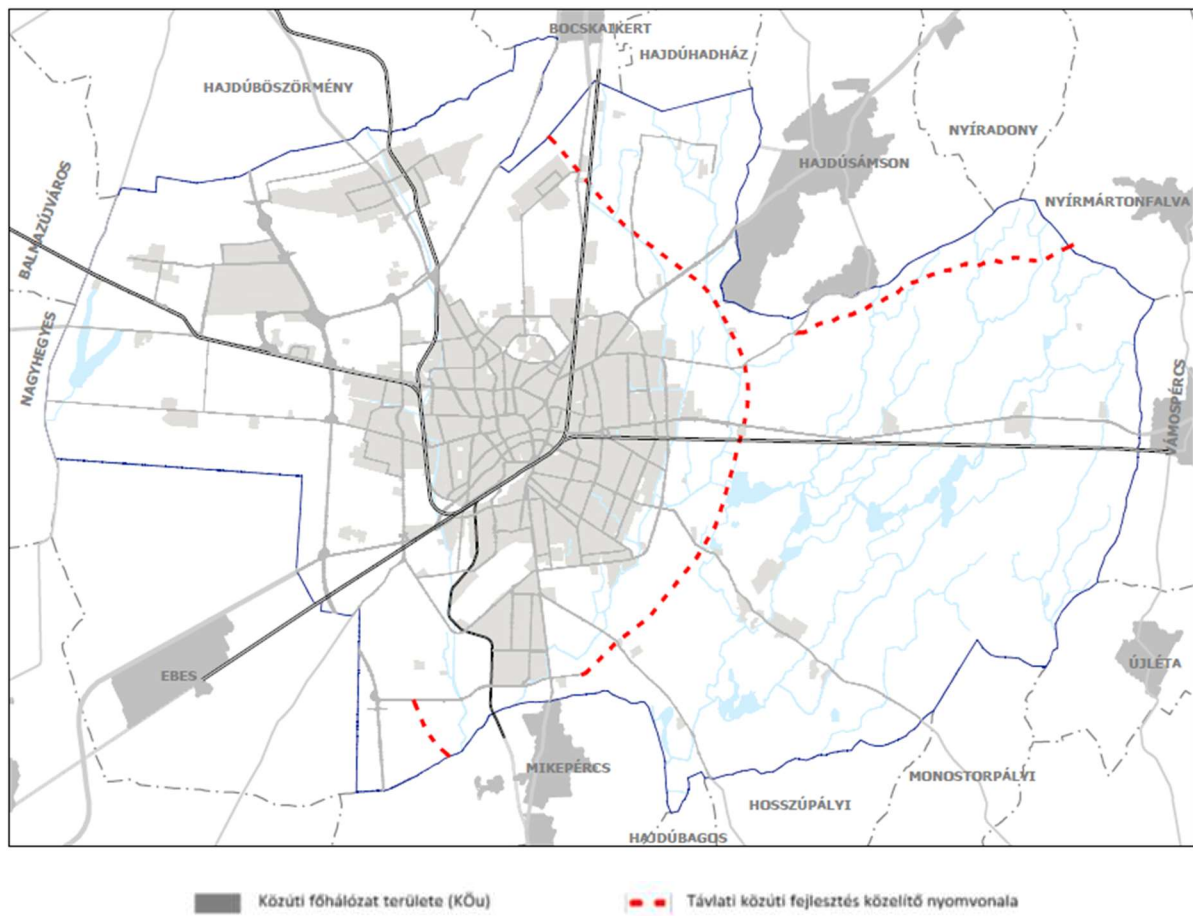 BOCSKAIKERT
HAJDÚHADHÁZ
HAJDÚBÖSZÖRMÉNY
NYÍRADONY
HAJDÚSÁMSON
NYÍRMÁRTONFALVA
BALMAZÚJVÁROS
NAGYHEGYES
VÁMOSPÉRCS
EBES
ÚJLÉTA
MIKEPÉRCS
MONOSTORPÁLYI
HOSSZÚPÁLYI
HAJDÚBAGOS
Közúti főhálózat területe (KÖu)
Távlati közúti fejlesztés közelítő nyomvonala